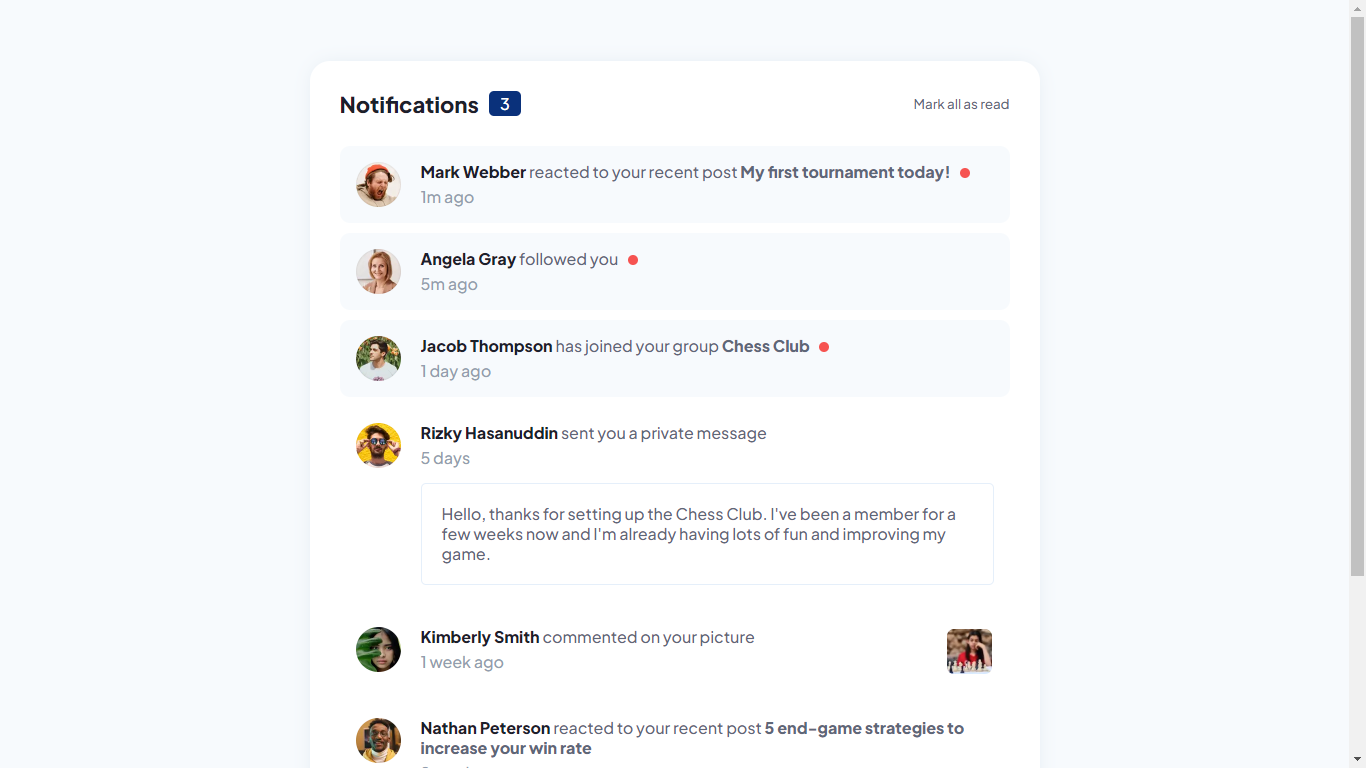 Notifications 3 Mark all as read
Mark Webber reacted to your recent post My first tournament today!
1m ago
Angela Gray followed you
5m ago
Jacob Thompson has joined your group Chess Club
1 day ago
Rizky Hasanuddin sent you a private message
5 days
Hello, thanks for setting up the Chess Club. I've been a member for a
few weeks now and I'm already having lots of fun and improving my
game.
Kimberly Smith commented on your picture
1 week ago
Nathan Peterson reacted to your recent post 5 end-game strategies to
increase your win rate